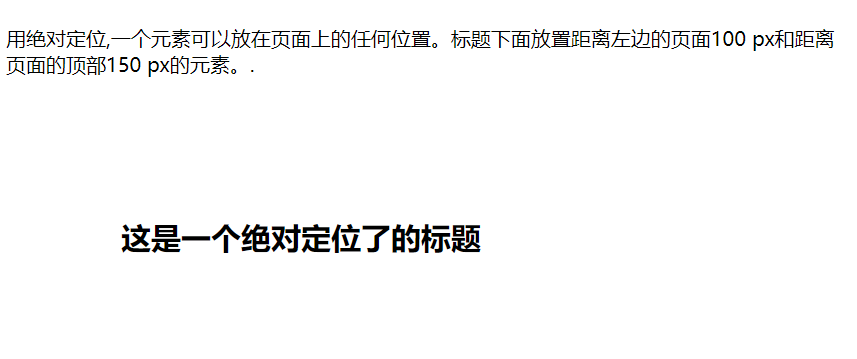 用绝对定位,一个元素可以放在页面上的任何位置。标题下面放置距离左边的页面100 px和距离
页面的顶部150 px的元素。.
这是一个绝对定位了的标题